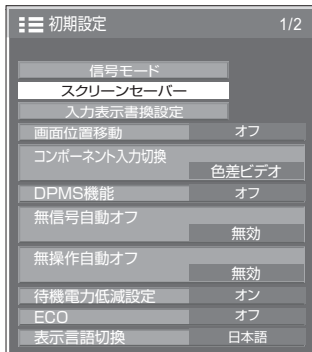 初期設定 1/2
信号モード
スクリーンセーバー
入力表示書換設定
画面位置移動 オフ
コンポーネント入力切換
色差ビデオ
DPMS機能 オフ
無信号自動オフ
無効
無操作自動オフ
無効
待機電力低減設定 オン
ECO オフ
表示言語切換 日本語